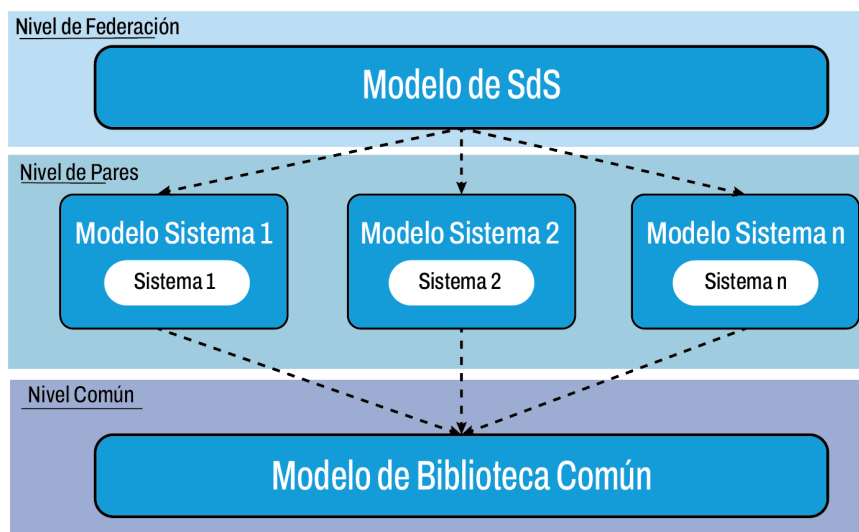 Nivel de Federación
Modelo de SdS
Nivel de Pares
Modelo Sistema 1
Sistema 1
Modelo Sistema 2
Sistema 2
Modelo Sistema n
Sistema n
Nivel Común
Modelo de Biblioteca Común